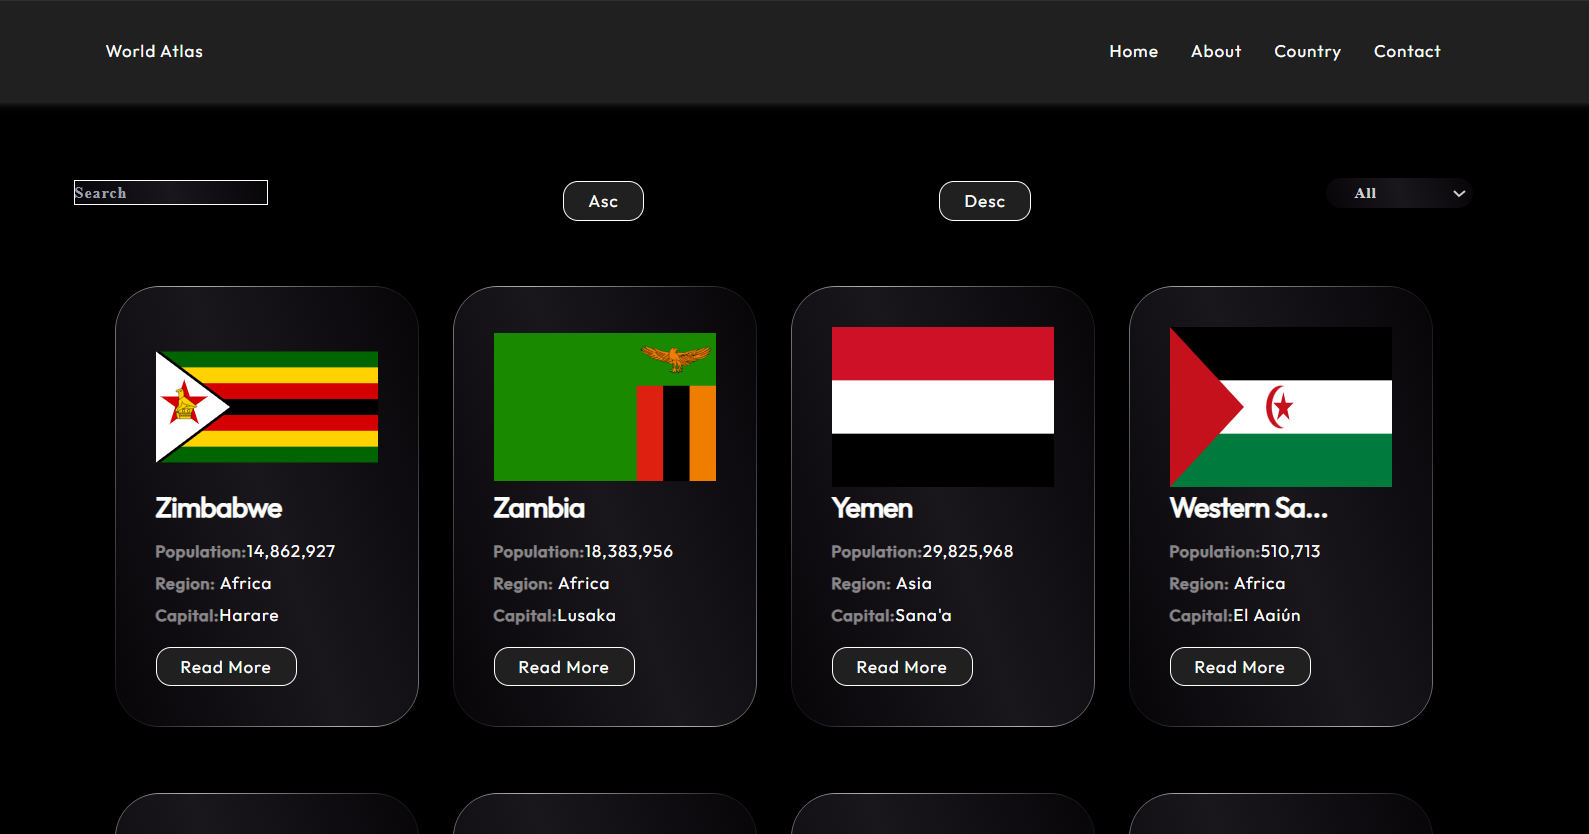 World Atlas
Home About Country Contact
Search
Asc
Desc
All
Zimbabwe
Population:14,862,927
Region: Africa
Capital:Harare
Read More
Zambia
Population:18,383,956
Region: Africa
Capital:Lusaka
Read More
Yemen
Population:29,825,968
Region: Asia
Capital:Sana'a
Read More
Western Sa...
Population:510,713
Region: Africa
Capital:El Aaiún
Read More